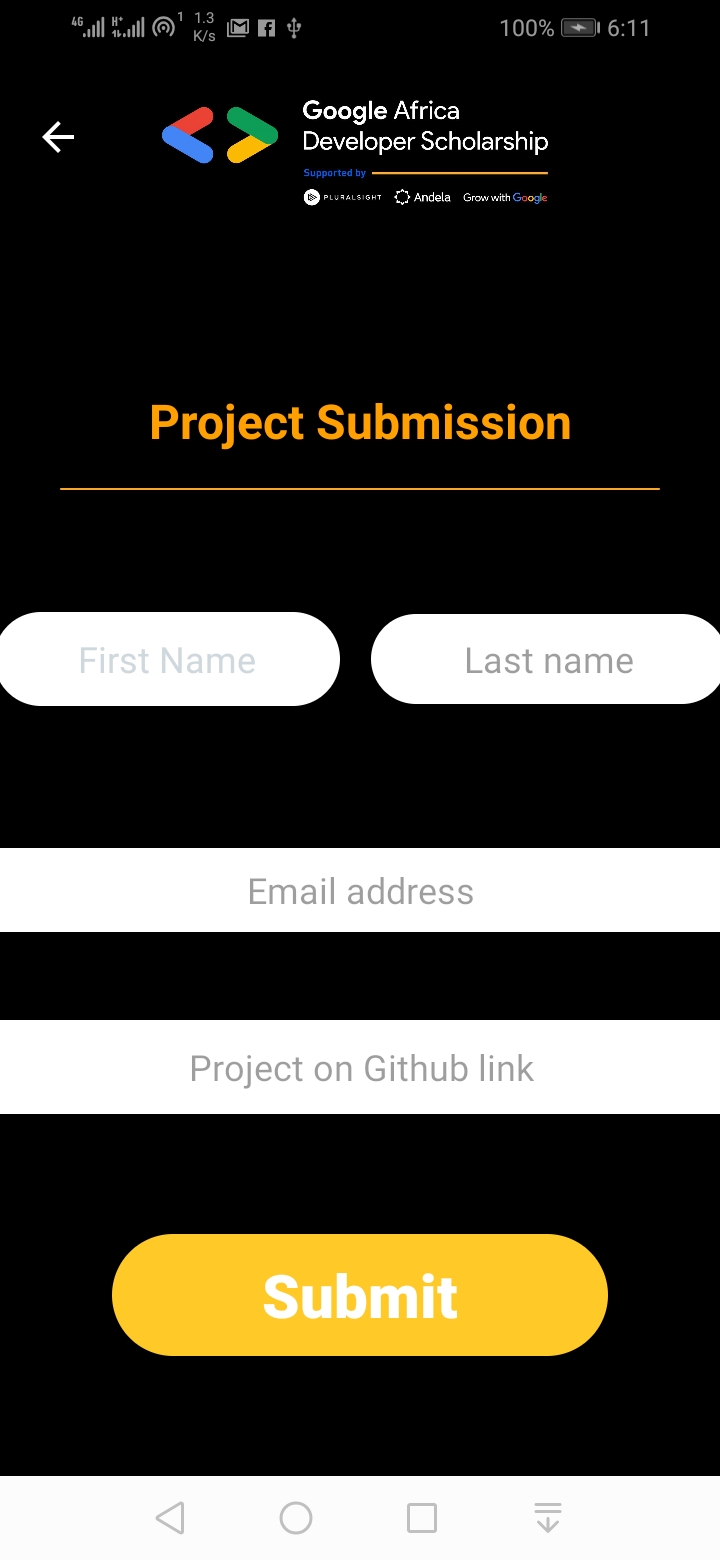 4G H+ 1 1.3 K/s 100% 6:11
Google Africa
Developer Scholarship
Supported by
PLURALSIGHT Andela Grow with Google
Project Submission
First Name Last name
Email address
Project on Github link
Submit